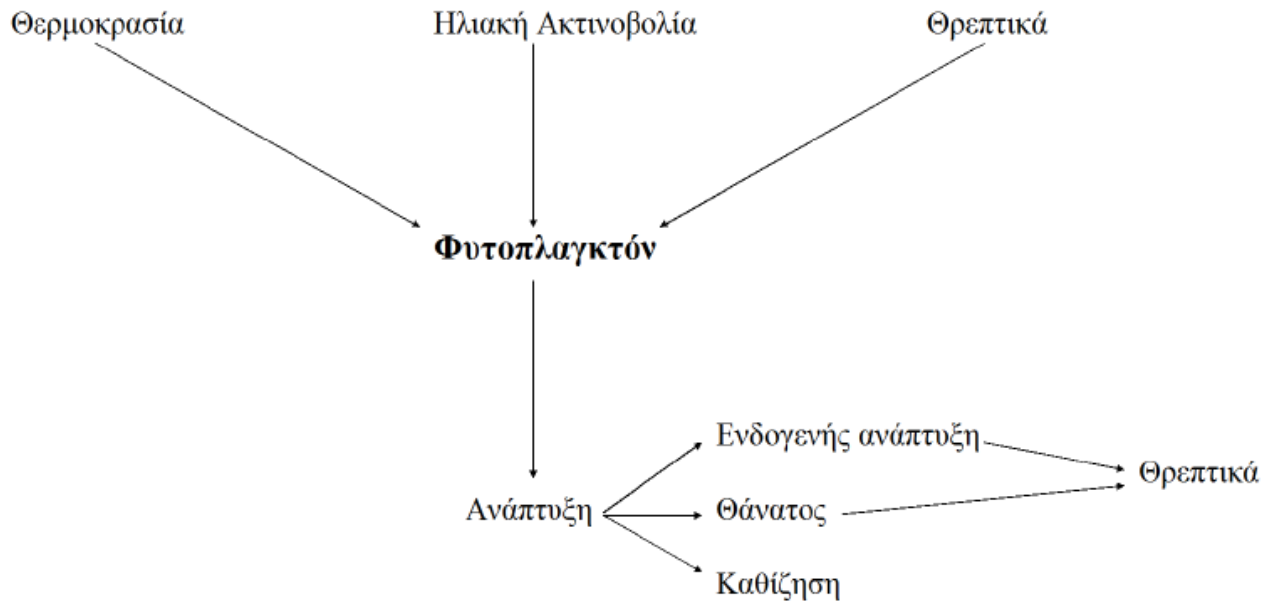 Θερμοκρασία
Ηλιακή Ακτινοβολία
Θρεπτικά
Φυτοπλαγκτόν
Ανάπτυξη
Ενδογενής ανάπτυξη
Θάνατος
Καθίζηση
Θρεπτικά